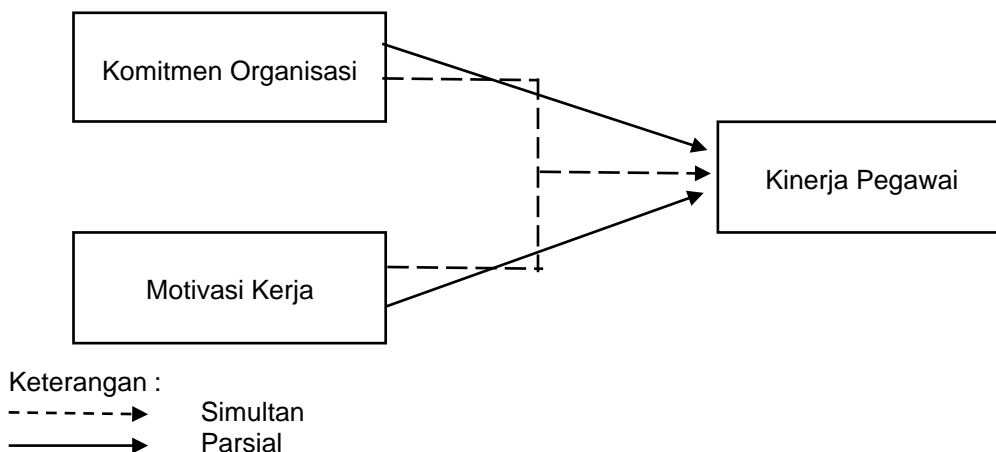 Komitmen Organisasi
Kinerja Pegawai
Motivasi Kerja
Keterangan :
Simultan
Parsial